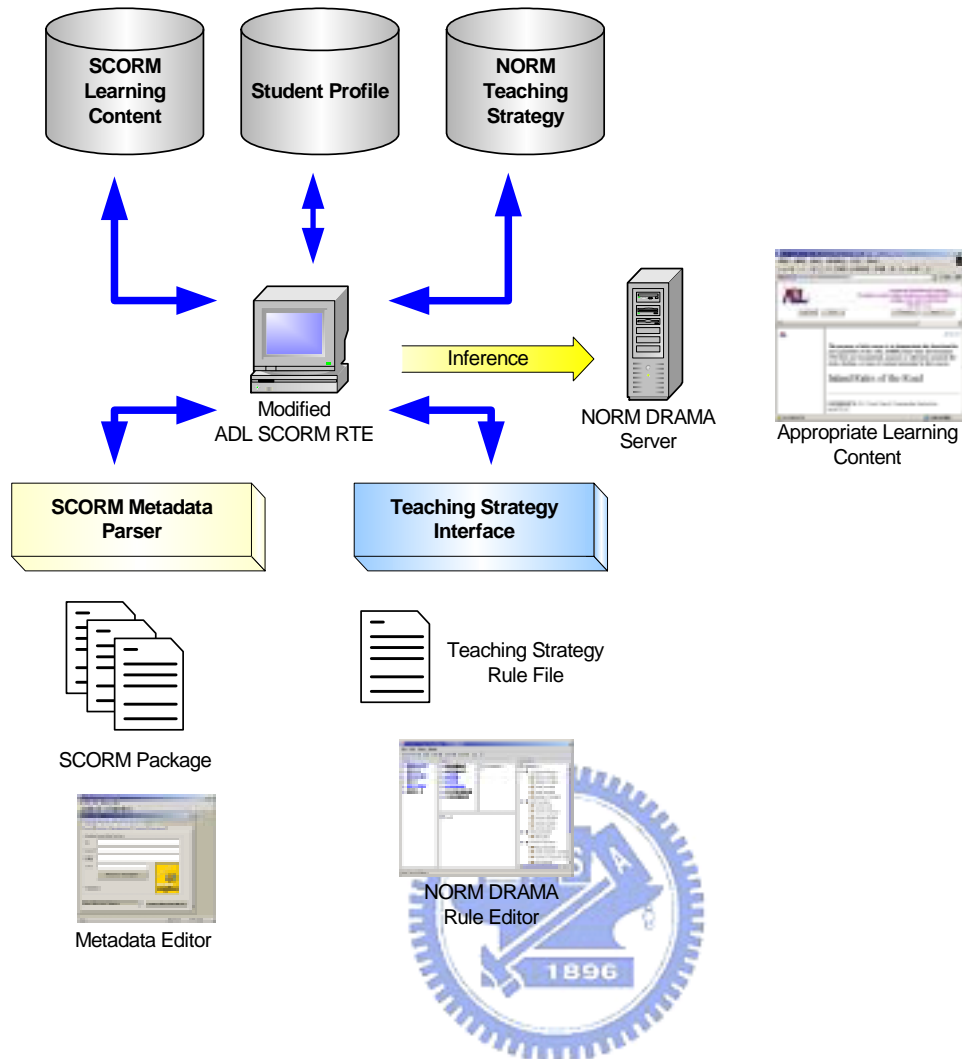 SCORM
Learning
Content
Student Profile
NORM
Teaching
Strategy
Inference
Modified
ADL SCORM RTE
NORM DRAMA
Server
Appropriate Learning
Content
SCORM Metadata
Parser
Teaching Strategy
Interface
Teaching Strategy
Rule File
SCORM Package
NORM DRAMA
Rule Editor
Metadata Editor
1896